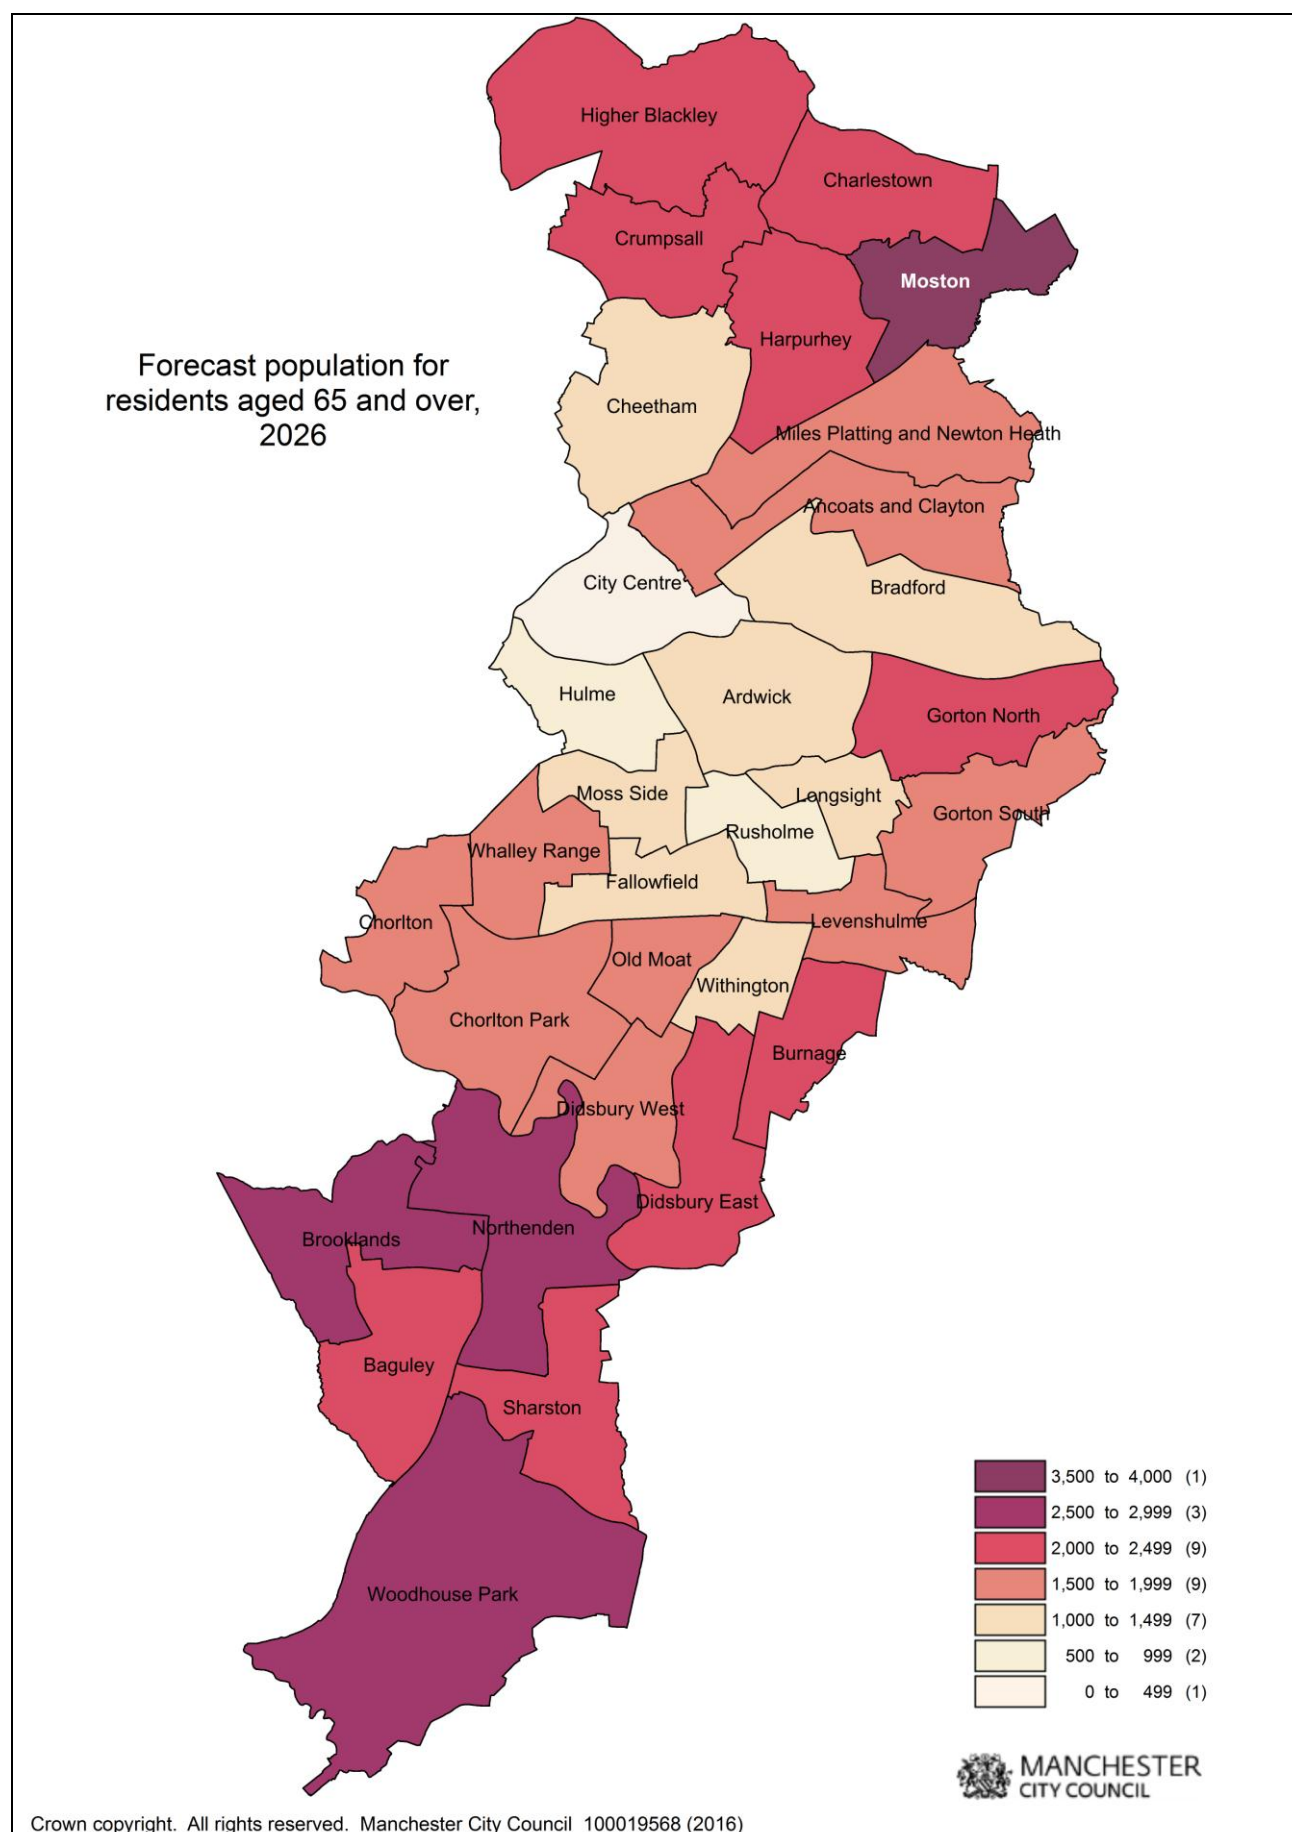 Higher Blackley
Charlestown
Crumpsall
Moston
Harpurhey
Forecast population for
residents aged 65 and over,
2026
Cheetham
Miles Platting and Newton Heath
Ancoats and Clayton
City Centre
Bradford
Hulme
Ardwick
Gorton North
Moss Side
Longsight
Gorton South
Rusholme
Whalley Range
Fallowfield
Chorlton
Levenshulme
Old Moat
Withington
Chorlton Park
Burnage
Didsbury West
Didsbury East
Northenden
Brooklands
Baguley
Sharston
Woodhouse Park
3,500 to 4,000 (1)
2,500 to 2,999 (3)
2,000 to 2,499 (9)
1,500 to 1,999 (9)
1,000 to 1,499 (7)
500 to 999 (2)
0 to 499 (1)
MANCHESTER
CITY COUNCIL
Crown copyright. All rights reserved. Manchester City Council 100019568 (2016)